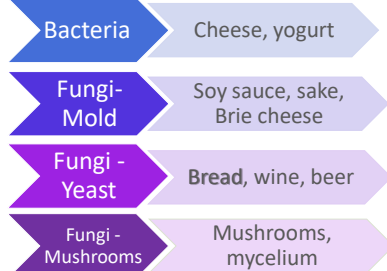 Bacteria
Cheese, yogurt
Fungi-
Mold
Soy sauce, sake,
Brie cheese
Fungi -
Yeast
Bread, wine, beer
Fungi -
Mushrooms
Mushrooms,
mycelium